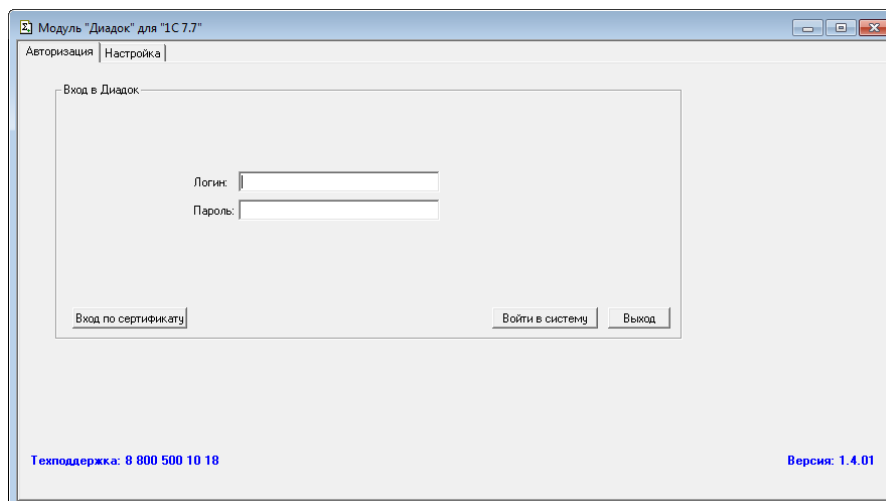 Модуль "Диадок" для "1С 7.7"
Авторизация Настройка
Вход в Диадок
Логин:
Пароль:
Вход по сертификату Войти в систему Выход
Техподдержка: 8 800 500 10 18 Версия: 1.4.01